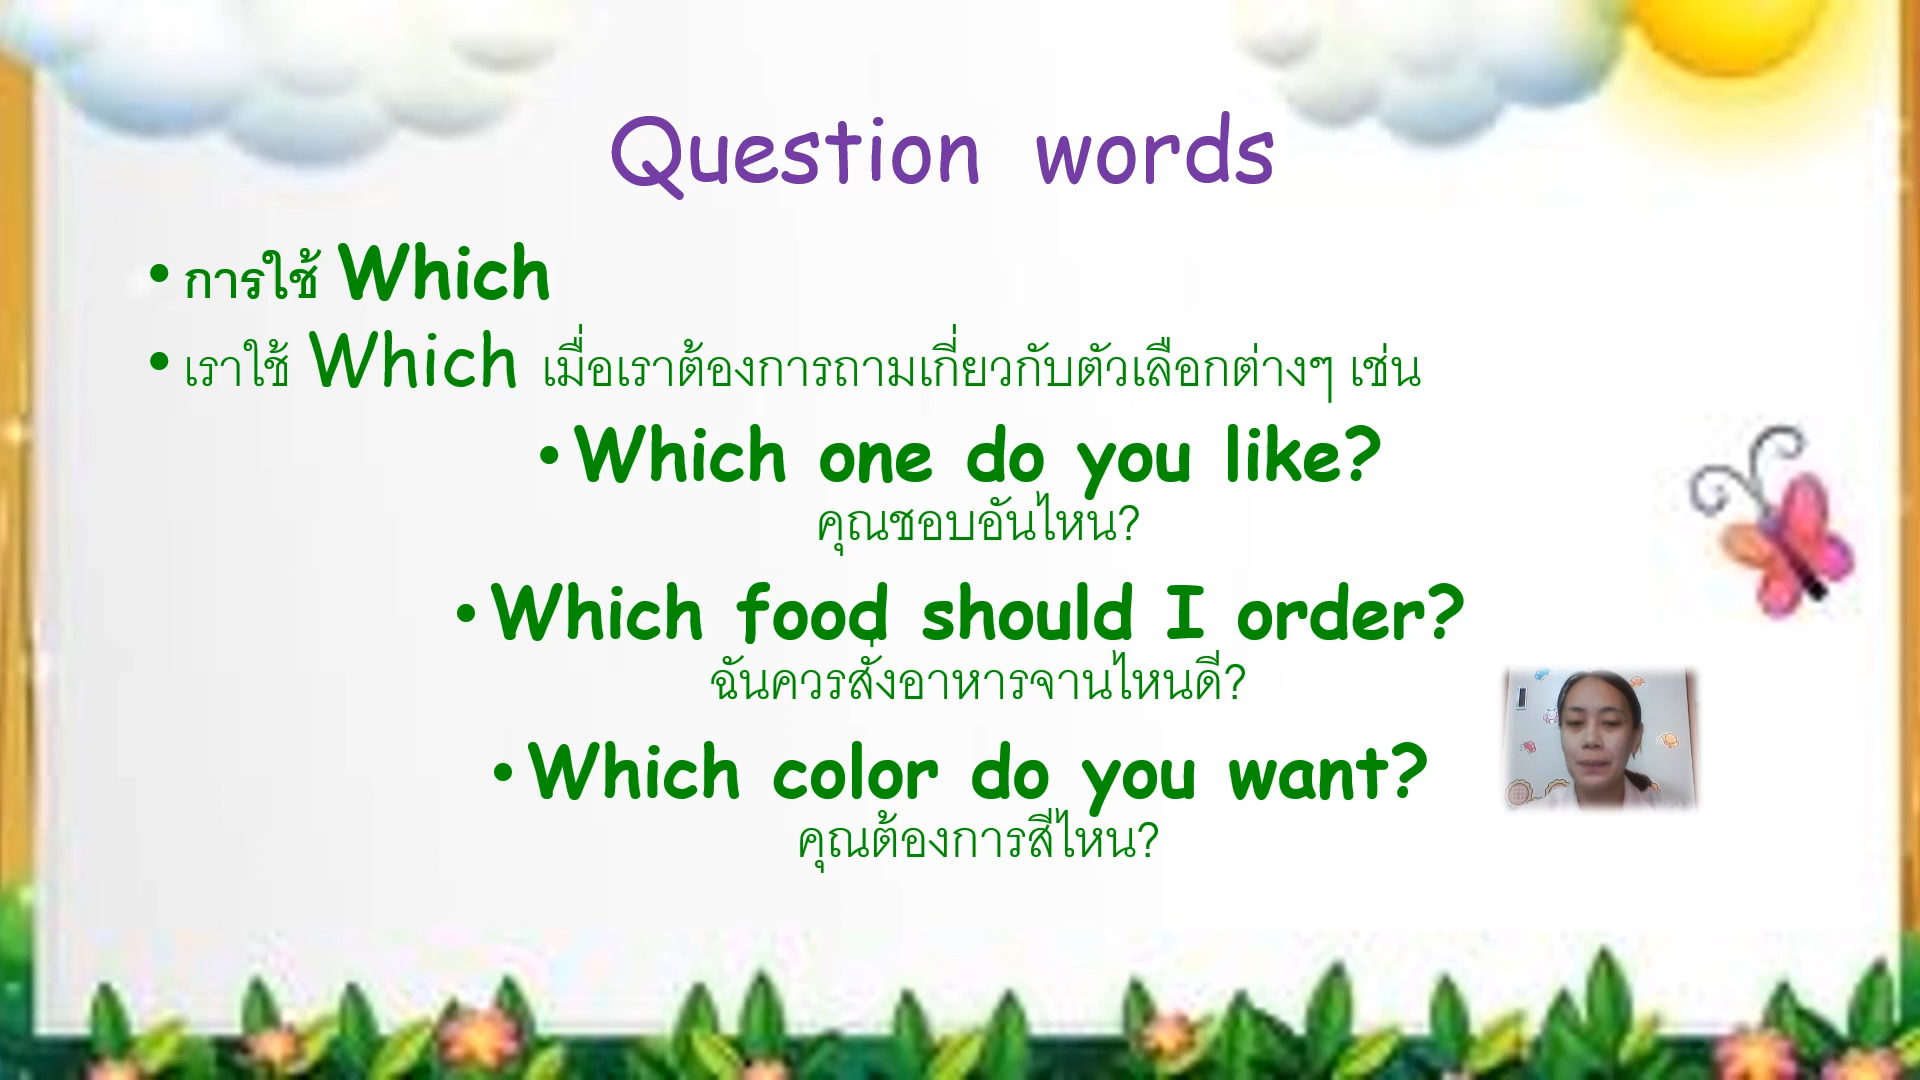 Question words
• การใช้ Which
• เราใช้ Which เมื่อเราต้องการถามเกี่ยวกับตัวเลือกต่างๆ เช่น
• Which one do you like?
คุณชอบอันไหน?
• Which food should I order?
ฉันควรสั่งอาหารจานไหนดี?
• Which color do you want?
คุณต้องการสีไหน?